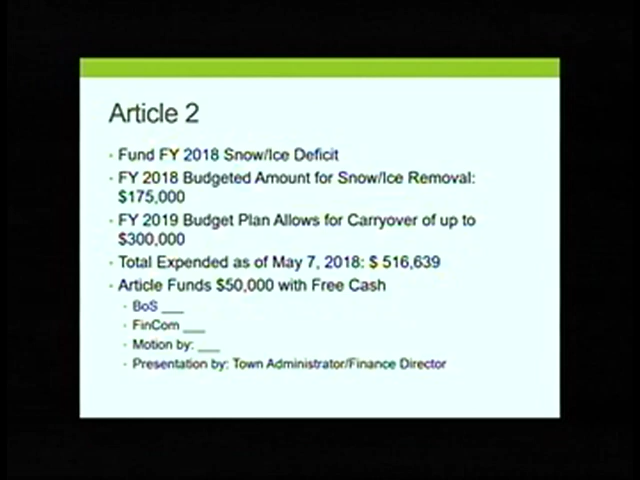 Article 2
· Fund FY 2018 Snow/Ice Deficit
· FY 2018 Budgeted Amount for Snow/Ice Removal:
$175,000
· FY 2019 Budget Plan Allows for Carryover of up to
$300,000
· Total Expended as of May 7, 2018: $ 516,639
· Article Funds $50,000 with Free Cash
· BoS ___
· FinCom ___
· Motion by: ___
· Presentation by: Town Administrator/Finance Director